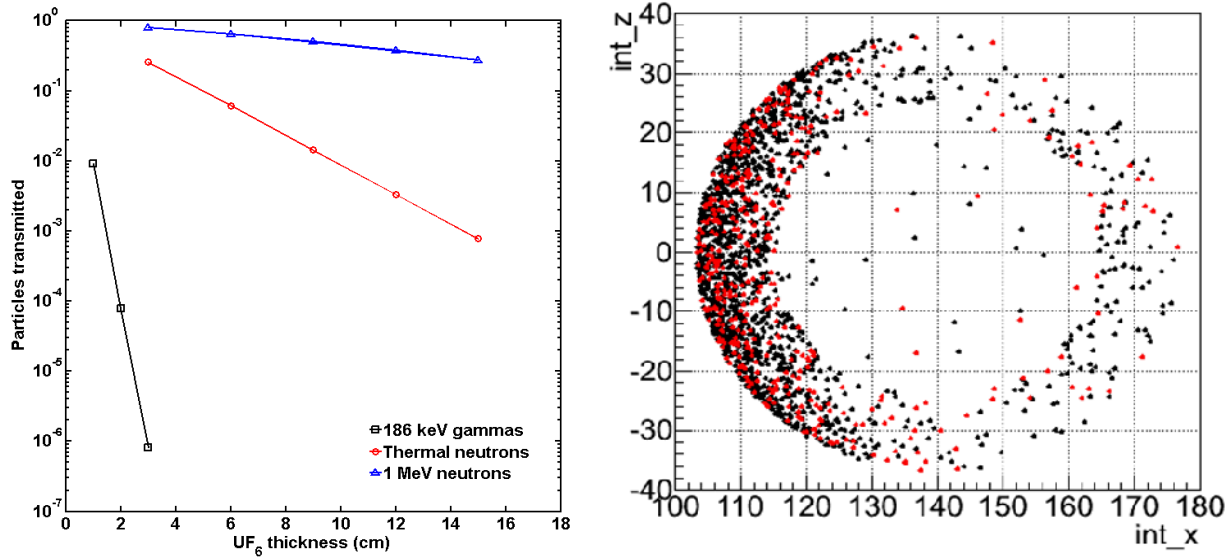 Particles transmitted
10^0
10^-1
10^-2
10^-3
10^-4
10^-5
10^-6
10^-7
0 2 4 6 8 10 12 14 16 18
UF_6 thickness (cm)
186 keV gammas
Thermal neutrons
1 MeV neutrons
int_z
40
30
20
10
0
-10
-20
-30
-40
100 110 120 130 140 150 160 170 180
int_x